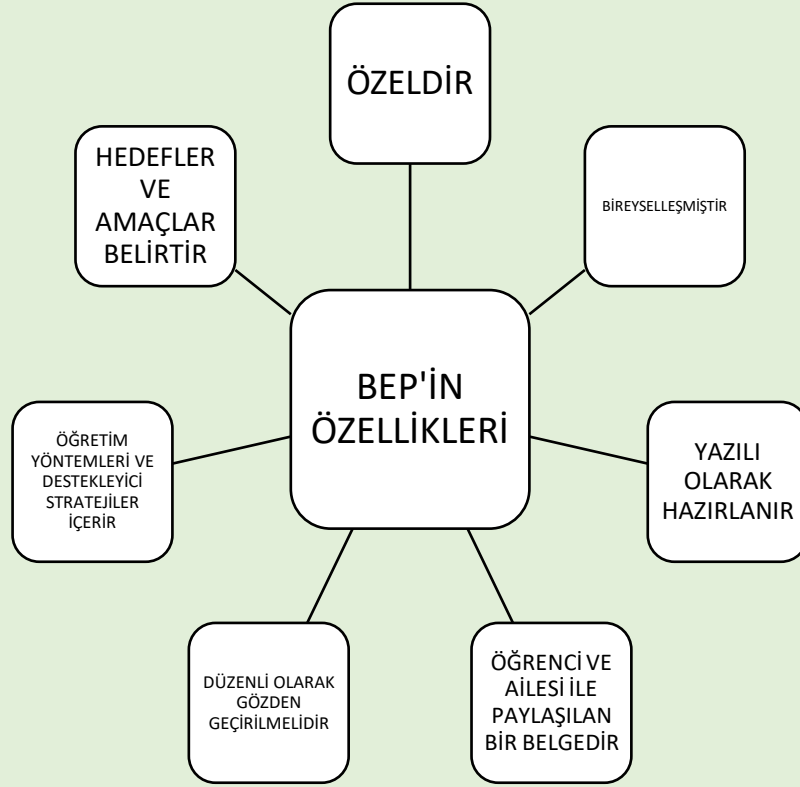 ÖZELDİR
BİREYSELLEŞMİŞTİR
YAZILI
OLARAK
HAZIRLANIR
ÖĞRENCİ VE
AİLESİ İLE
PAYLAŞILAN
BİR BELGEDİR
DÜZENLİ OLARAK
GÖZDEN
GEÇİRİLMELİDİR
ÖĞRETİM
YÖNTEMLERİ VE
DESTEKLEYİCİ
STRATEJİLER
İÇERİR
HEDEFLER
VE
AMAÇLAR
BELİRTİR
BEP'İN
ÖZELLİKLERİ